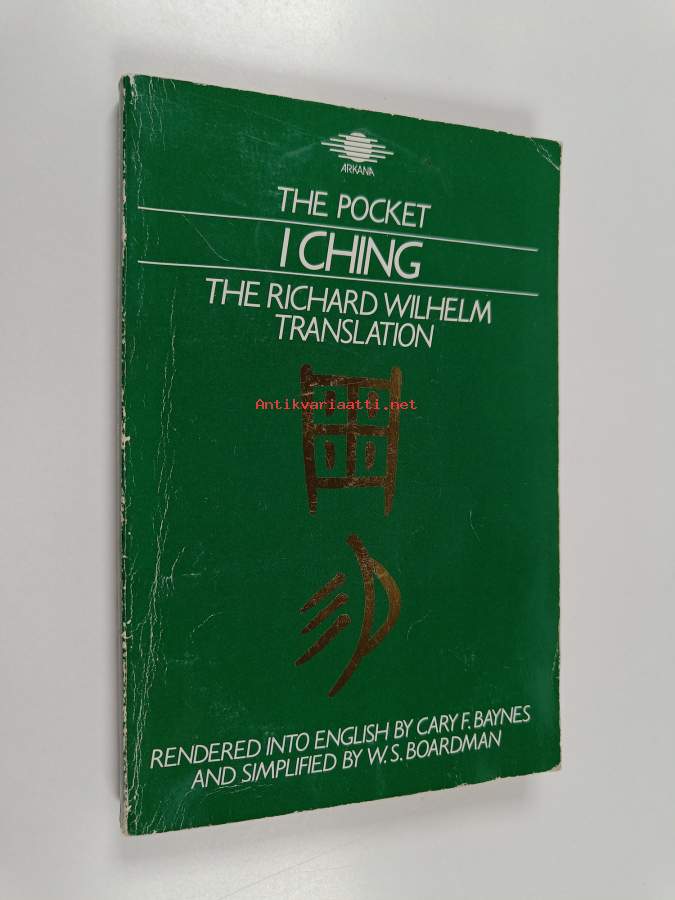 ARKANA
THE POCKET
I CHING
THE RICHARD WILHELM
TRANSLATION
Antikvariaatti.net
RENDERED INTO ENGLISH BY CARY F. BAYNES
AND SIMPLIFIED BY W. S. BOARDMAN